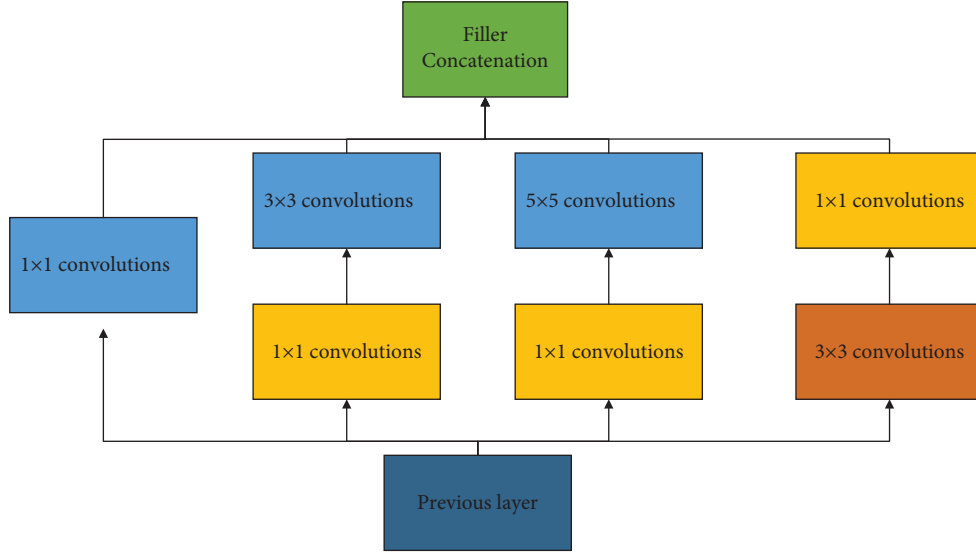 Filler
Concatenation
3×3 convolutions
5×5 convolutions
1×1 convolutions
1×1 convolutions
1×1 convolutions
1×1 convolutions
3×3 convolutions
Previous layer